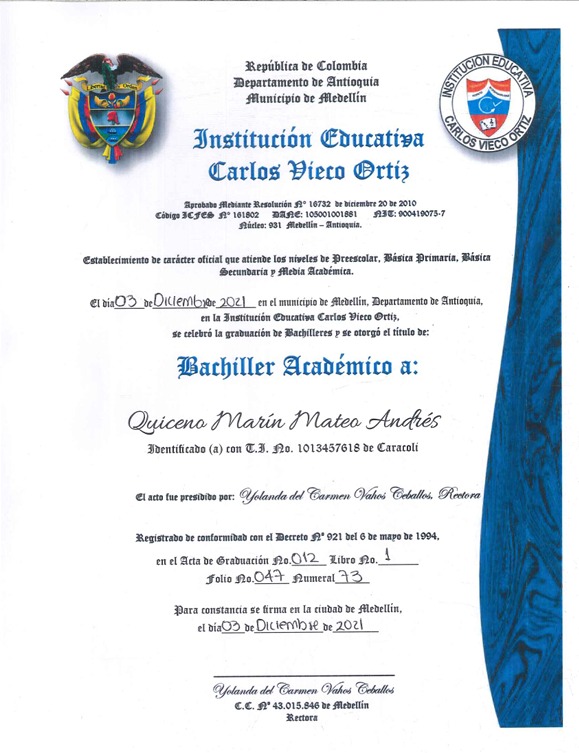 República de Colombia
Departamento de Antioquia
Municipio de Medellín
INSTITUCIÓN EDUCATIVA
CARLOS VIECO ORTIZ
Institución Educativa
Carlos Vieco Ortiz
Aprobado Mediante Resolución N° 16732 de diciembre 20 de 2010
Código ICFES N° 161802 DANE: 105001001881 NIT: 900419075-7
Núcleo: 931 Medellín – Antioquia.
Establecimiento de carácter oficial que atiende los niveles de Preescolar, Básica Primaria, Básica
Secundaria y Media Académica.
El día 03 de Diciembre de 2021 en el municipio de Medellín, Departamento de Antioquia,
en la Institución Educativa Carlos Vieco Ortiz,
se celebró la graduación de Bachilleres y se otorgó el título de:
Bachiller Académico a:
Quiceno Marín Mateo Andrés
Identificado (a) con T.I. No. 1013457618 de Caracolí
El acto fue presidido por: Yolanda del Carmen Vahos Ceballos, Rectora
Registrado de conformidad con el Decreto N° 921 del 6 de mayo de 1994,
en el Acta de Graduación No. 012 Libro No. 1
Folio No. 047 Numeral 73
Para constancia se firma en la ciudad de Medellín,
el día 03 de Diciembre de 2021
Yolanda del Carmen Vahos Ceballos
C.C. N° 43.015.846 de Medellín
Rectora